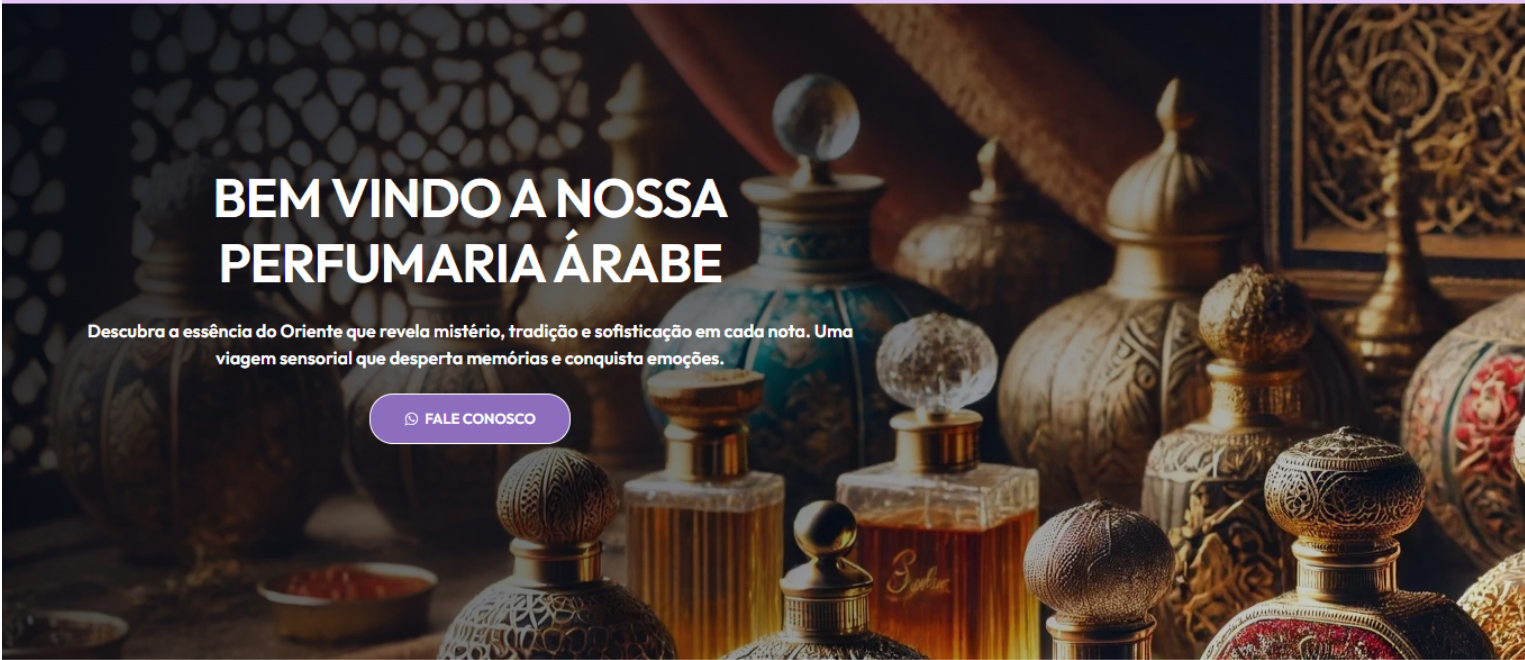 BEM VINDO A NOSSA
PERFUMARIA ÁRABE
Descubra a essência do Oriente que revela mistério, tradição e sofisticação em cada nota. Uma
viagem sensorial que desperta memórias e conquista emoções.
FALE CONOSCO